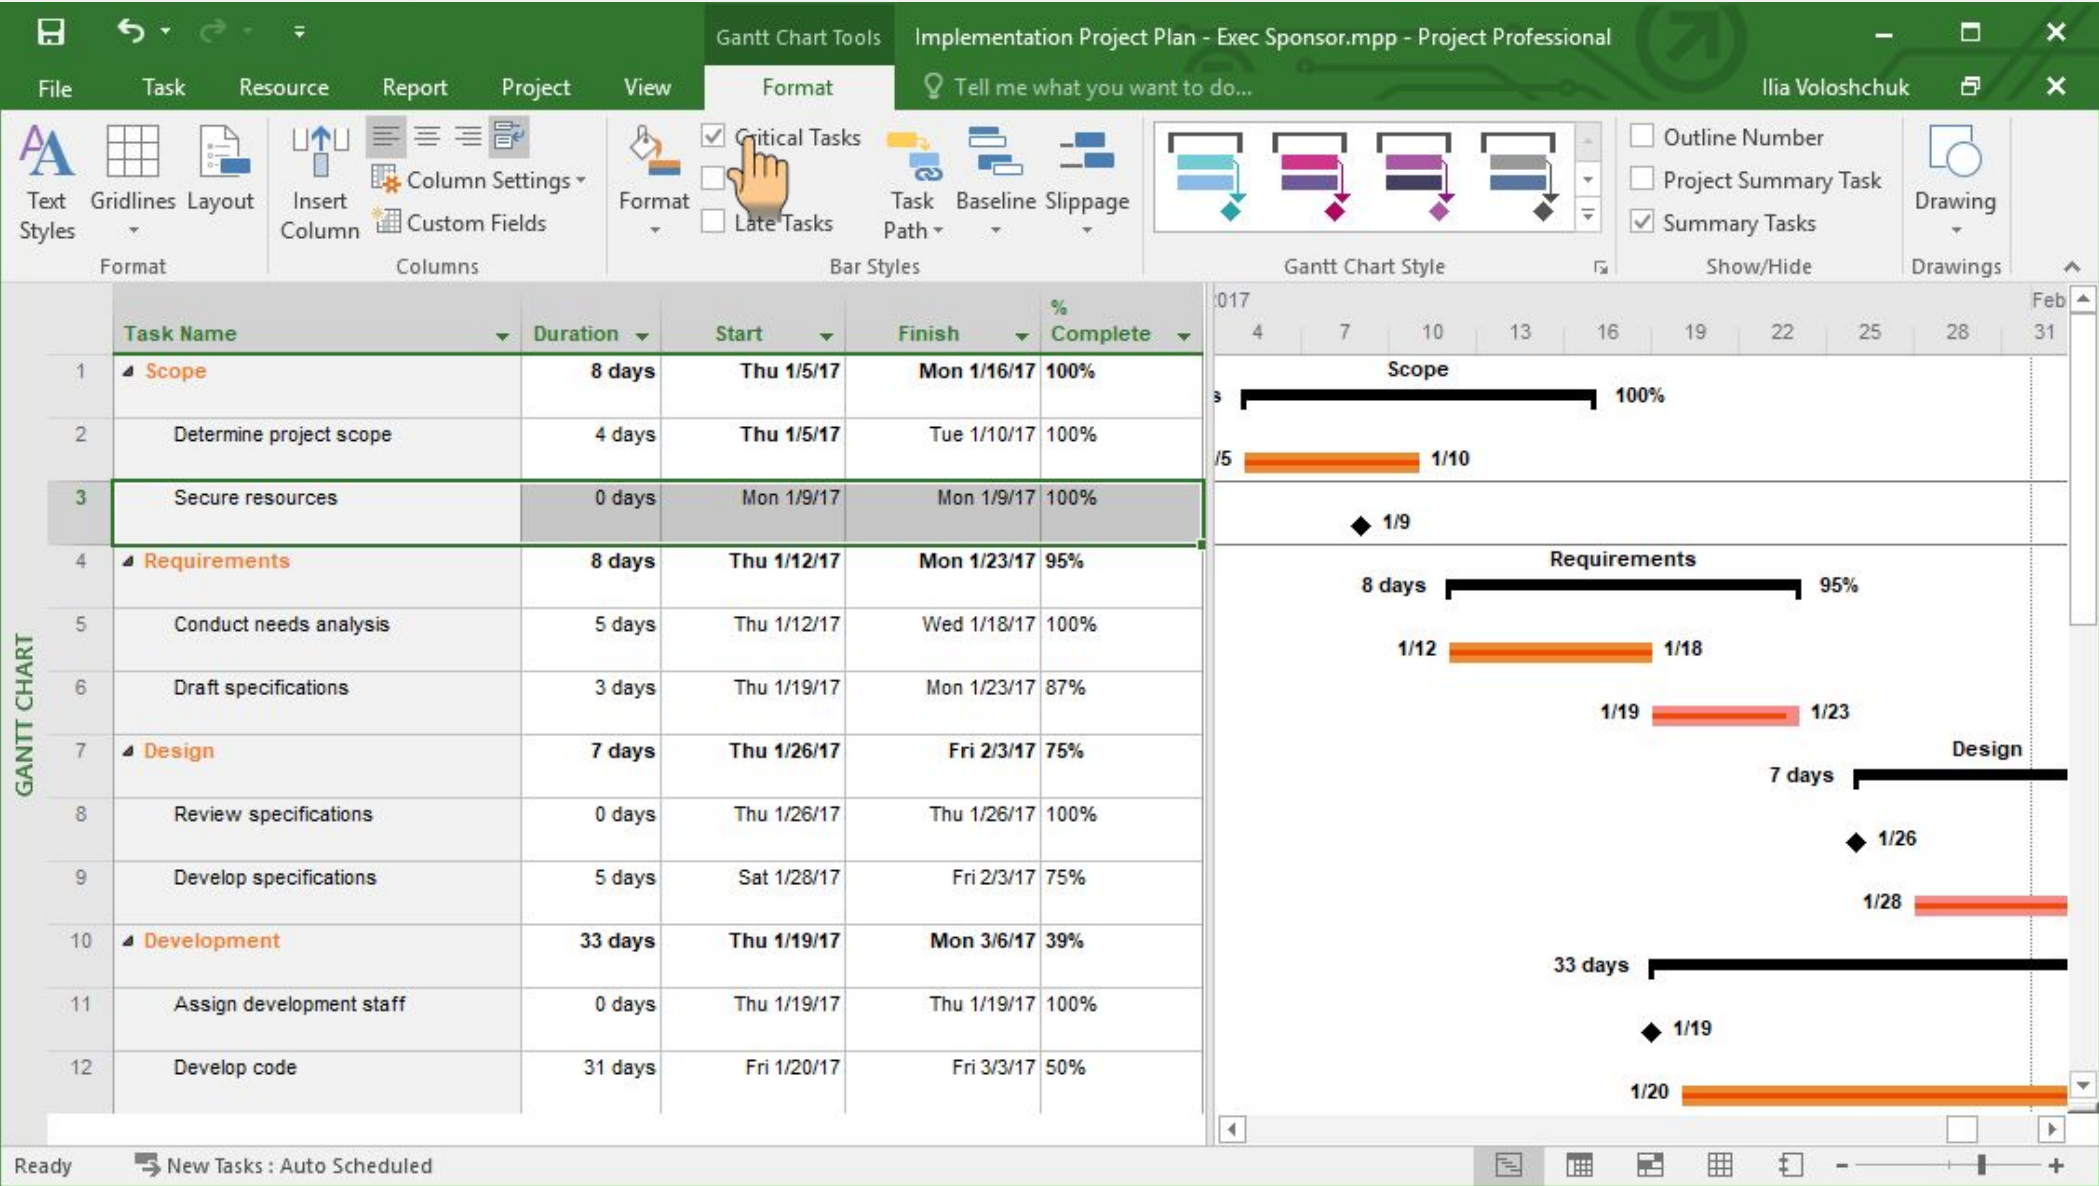 Gantt Chart Tools
Implementation Project Plan - Exec Sponsor.mpp - Project Professional
File
Task
Resource
Report
Project
View
Format
Tell me what you want to do...
Ilia Voloshchuk
Text
Styles
Gridlines
Layout
Format
Insert
Column
Column Settings
Custom Fields
Columns
Format
Critical Tasks
Late Tasks
Task
Path
Baseline
Slippage
Bar Styles
Gantt Chart Style
Outline Number
Project Summary Task
Summary Tasks
Show/Hide
Drawing
Drawings
GANTT CHART
Task Name Duration Start Finish % Complete
1 Scope 8 days Thu 1/5/17 Mon 1/16/17 100%
2 Determine project scope 4 days Thu 1/5/17 Tue 1/10/17 100%
3 Secure resources 0 days Mon 1/9/17 Mon 1/9/17 100%
4 Requirements 8 days Thu 1/12/17 Mon 1/23/17 95%
5 Conduct needs analysis 5 days Thu 1/12/17 Wed 1/18/17 100%
6 Draft specifications 3 days Thu 1/19/17 Mon 1/23/17 87%
7 Design 7 days Thu 1/26/17 Fri 2/3/17 75%
8 Review specifications 0 days Thu 1/26/17 Thu 1/26/17 100%
9 Develop specifications 5 days Sat 1/28/17 Fri 2/3/17 75%
10 Development 33 days Thu 1/19/17 Mon 3/6/17 39%
11 Assign development staff 0 days Thu 1/19/17 Thu 1/19/17 100%
12 Develop code 31 days Fri 1/20/17 Fri 3/3/17 50%
017 Feb
4 7 10 13 16 19 22 25 28 31
Scope
s 100%
/5 1/10
1/9
Requirements
8 days 95%
1/12 1/18
1/19 1/23
Design
7 days
1/26
1/28
33 days
1/19
1/20
Ready
New Tasks : Auto Scheduled